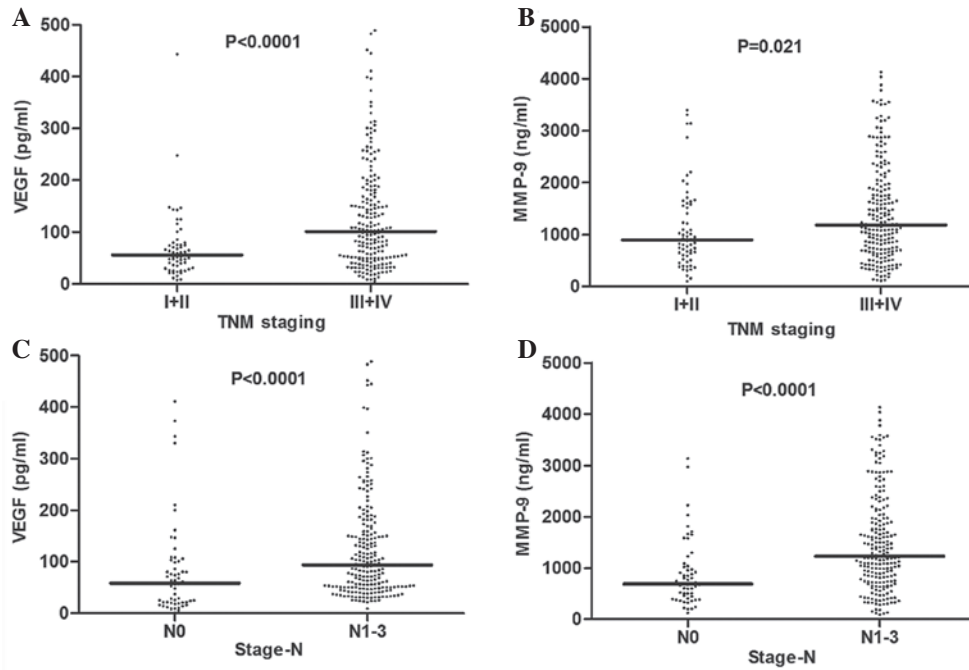 A
P<0.0001
500
400
300
200
100
0
VEGF (pg/ml)
I+II III+IV
TNM staging
B
P=0.021
5000
4000
3000
2000
1000
0
MMP-9 (ng/ml)
I+II III+IV
TNM staging
C
P<0.0001
500
400
300
200
100
0
VEGF (pg/ml)
N0 N1-3
Stage-N
D
P<0.0001
5000
4000
3000
2000
1000
0
MMP-9 (ng/ml)
N0 N1-3
Stage-N